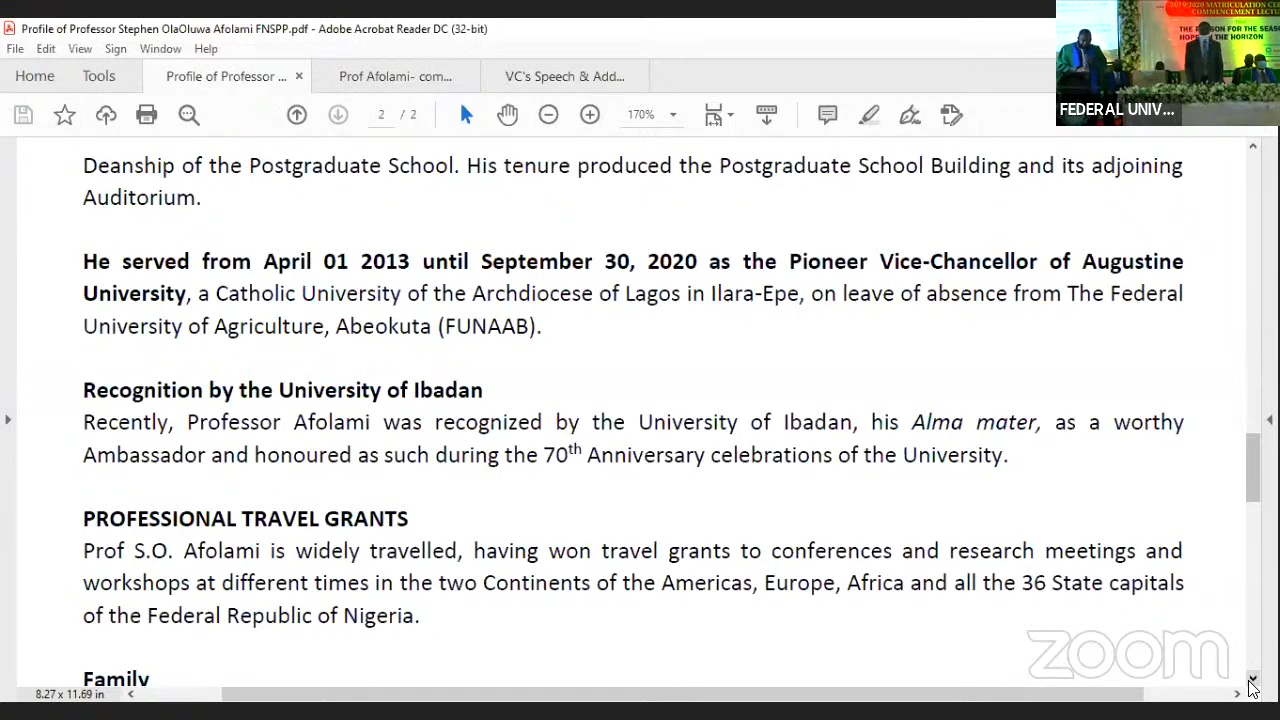 Profile of Professor Stephen OlaOluwa Afolami FNSPP.pdf - Adobe Acrobat Reader DC (32-bit)
File Edit View Sign Window Help
Home Tools Profile of Professor ... × Prof Afolami- com... VC's Speech & Add...
2 / 2 170%
2019/2020 MATRICULATION
COMMENCEMENT LECTU
FEDERAL UNIV...
Deanship of the Postgraduate School. His tenure produced the Postgraduate School Building and its adjoining
Auditorium.
He served from April 01 2013 until September 30, 2020 as the Pioneer Vice-Chancellor of Augustine
University, a Catholic University of the Archdiocese of Lagos in Ilara-Epe, on leave of absence from The Federal
University of Agriculture, Abeokuta (FUNAAB).
Recognition by the University of Ibadan
Recently, Professor Afolami was recognized by the University of Ibadan, his Alma mater, as a worthy
Ambassador and honoured as such during the 70th Anniversary celebrations of the University.
PROFESSIONAL TRAVEL GRANTS
Prof S.O. Afolami is widely travelled, having won travel grants to conferences and research meetings and
workshops at different times in the two Continents of the Americas, Europe, Africa and all the 36 State capitals
of the Federal Republic of Nigeria.
Family
zoom
8.27 x 11.69 in